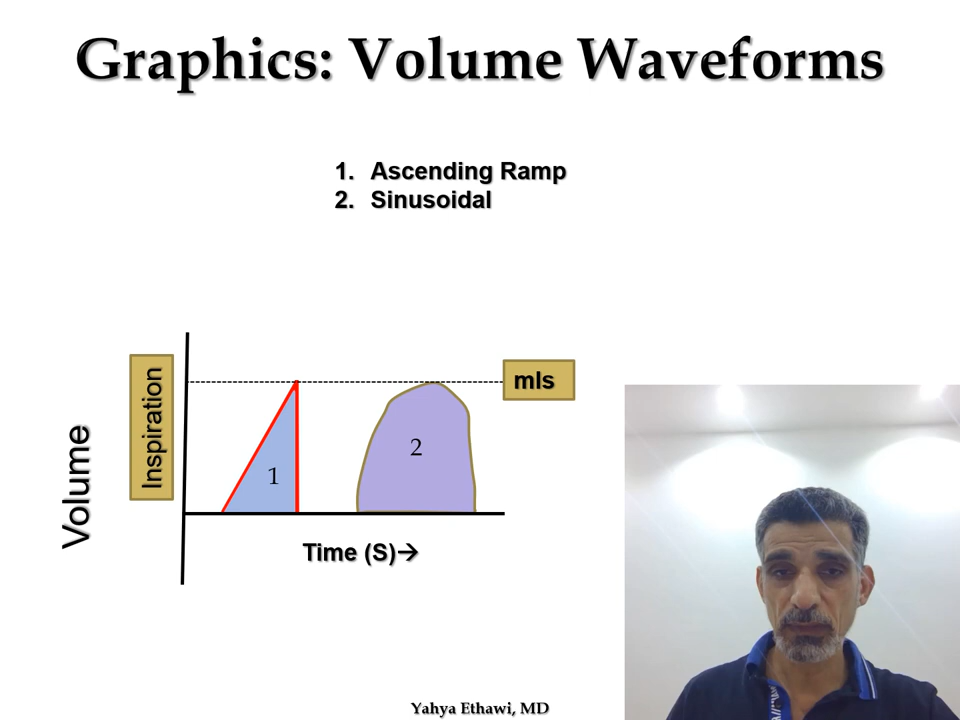 Graphics: Volume Waveforms
1. Ascending Ramp
2. Sinusoidal
Volume
Inspiration
mls
1
2
Time (S)→
Yahya Ethawi, MD